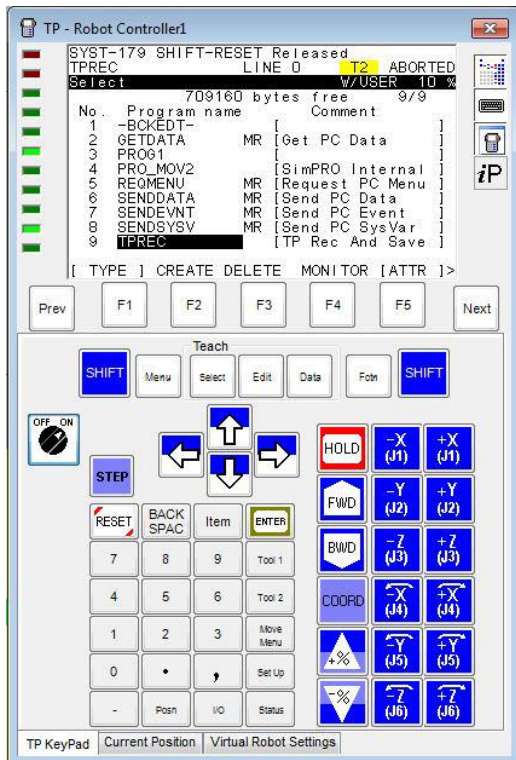 TP - Robot Controller1
SYST-179 SHIFT-RESET Released
TPREC LINE 0 T2 ABORTED
Select W/USER 10 %
709160 bytes free 9/9
No. Program name Comment
1 -BCKEDT- [ ]
2 GETDATA MR [Get PC Data ]
3 PROG1 [ ]
4 PRO_MOV2 [SimPRO Internal ]
5 REQMENU MR [Request PC Menu ]
6 SENDDATA MR [Send PC Data ]
7 SENDEVNT MR [Send PC Event ]
8 SENDSYSV MR [Send PC SysVar ]
9 TPREC [TP Rec And Save ]
[ TYPE ] CREATE DELETE MONITOR [ATTR ]>
iP
Prev F1 F2 F3 F4 F5 Next
Teach
SHIFT Menu Select Edit Data Fctn SHIFT
OFF ON
STEP
HOLD -X (J1) +X (J1)
RESET BACK SPAC Item ENTER
FWD -Y (J2) +Y (J2)
7 8 9 Tool 1
BWD -Z (J3) +Z (J3)
4 5 6 Tool 2
COORD -X (J4) +X (J4)
1 2 3 Move Menu
+% -Y (J5) +Y (J5)
0 . , Set Up
-% -Z (J6) +Z (J6)
- Posn I/O Status
TP KeyPad Current Position Virtual Robot Settings